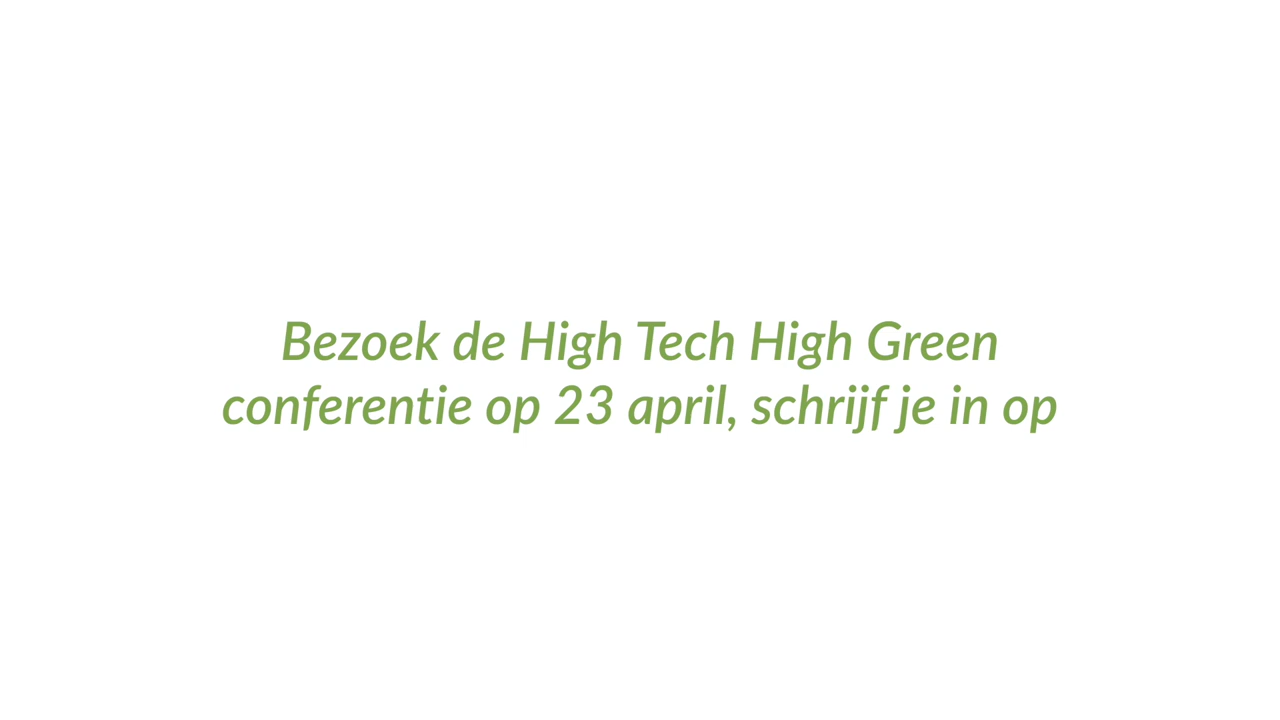 Bezoek de High Tech High Green
conferentie op 23 april, schrijf je in op